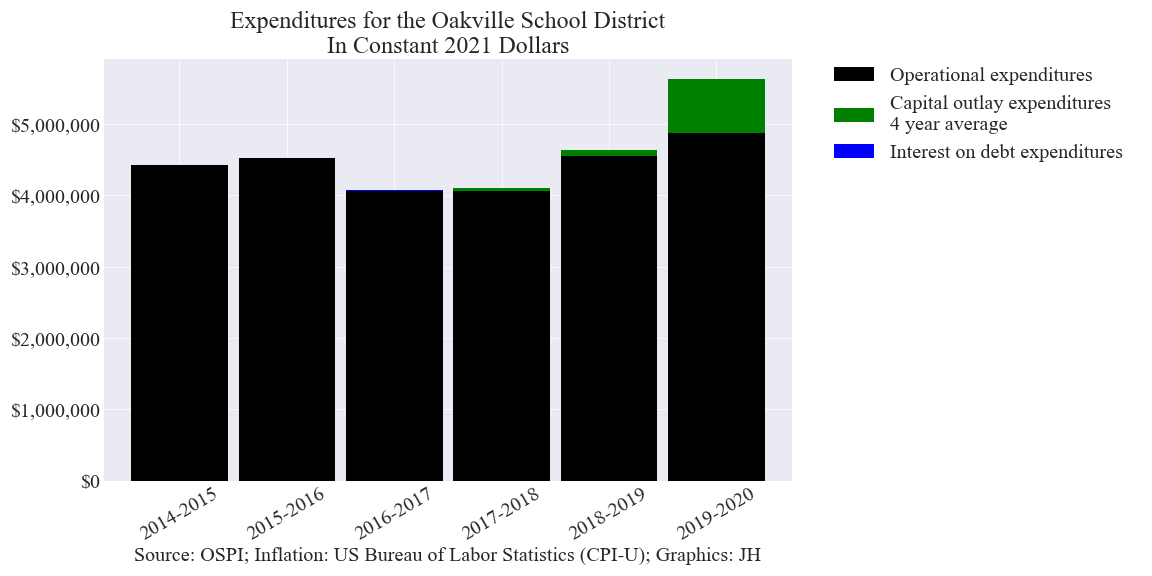 Expenditures for the Oakville School District
In Constant 2021 Dollars
Operational expenditures
Capital outlay expenditures
4 year average
Interest on debt expenditures
$5,000,000
$4,000,000
$3,000,000
$2,000,000
$1,000,000
$0
2014-2015
2015-2016
2016-2017
2017-2018
2018-2019
2019-2020
Source: OSPI; Inflation: US Bureau of Labor Statistics (CPI-U); Graphics: JH